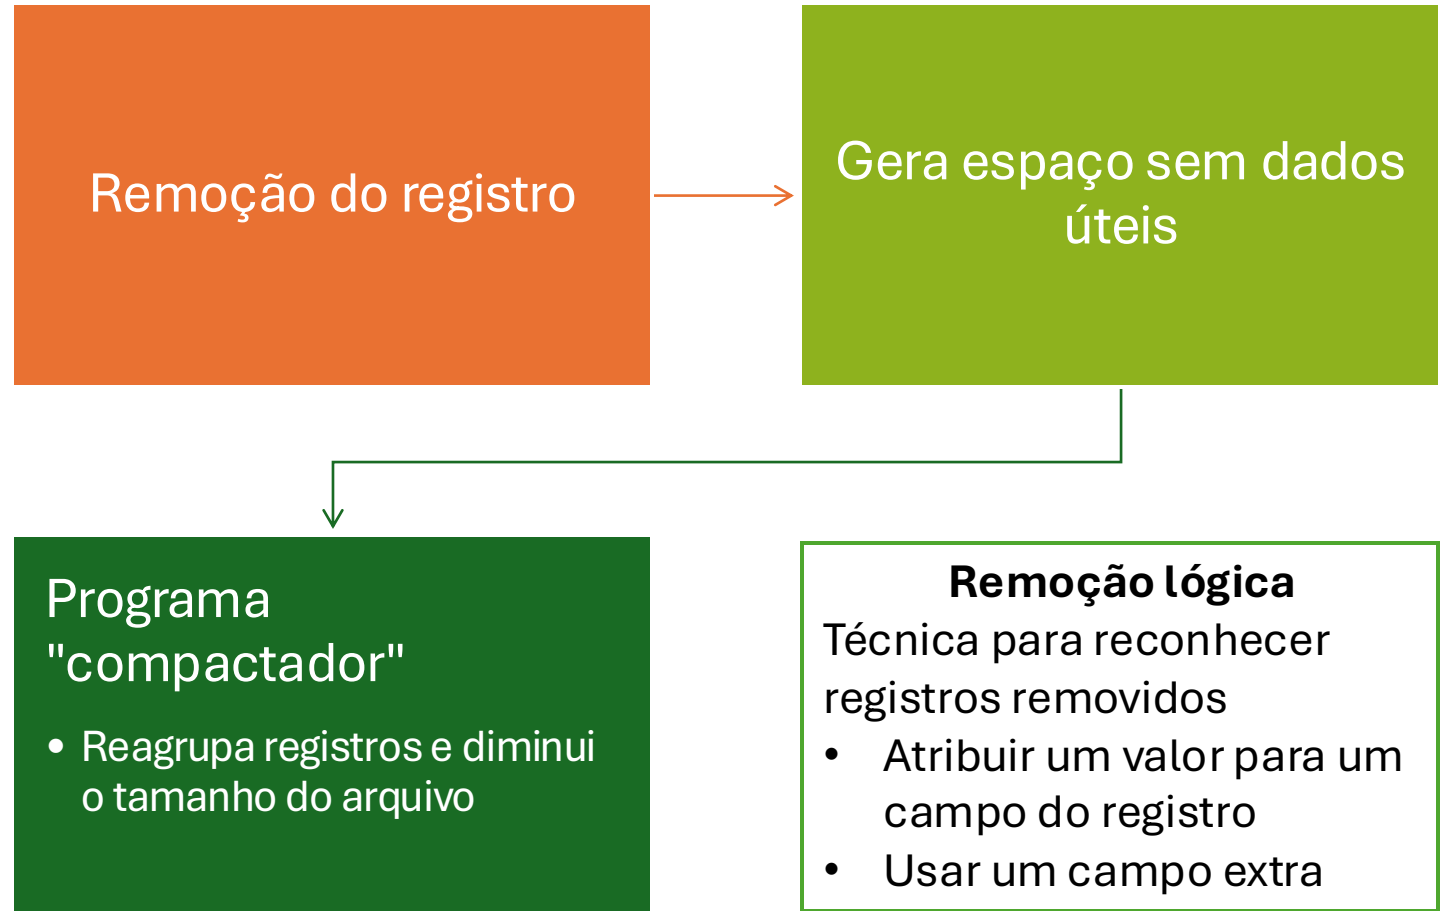 Remoção do registro
Gera espaço sem dados
úteis
Programa
"compactador"
• Reagrupa registros e diminui
o tamanho do arquivo
Remoção lógica
Técnica para reconhecer
registros removidos
• Atribuir um valor para um
campo do registro
• Usar um campo extra